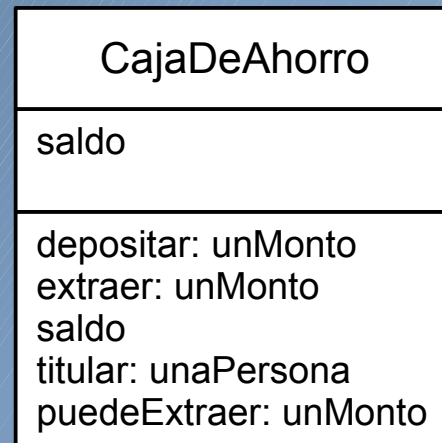 CajaDeAhorro
saldo
depositar: unMonto
extraer: unMonto
saldo
titular: unaPersona
puedeExtraer: unMonto